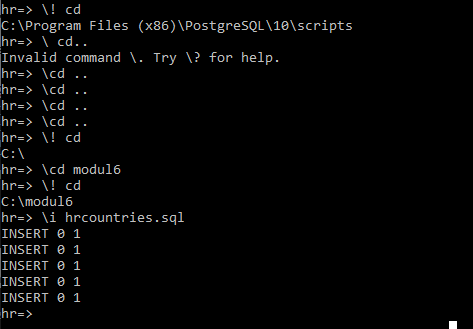 hr=> \! cd
C:\Program Files (x86)\PostgreSQL\10\scripts
hr=> \ cd..
Invalid command \. Try \? for help.
hr=> \cd ..
hr=> \cd ..
hr=> \cd ..
hr=> \cd ..
hr=> \! cd
C:\
hr=> \cd modul6
hr=> \! cd
C:\modul6
hr=> \i hrcountries.sql
INSERT 0 1
INSERT 0 1
INSERT 0 1
INSERT 0 1
INSERT 0 1
hr=>